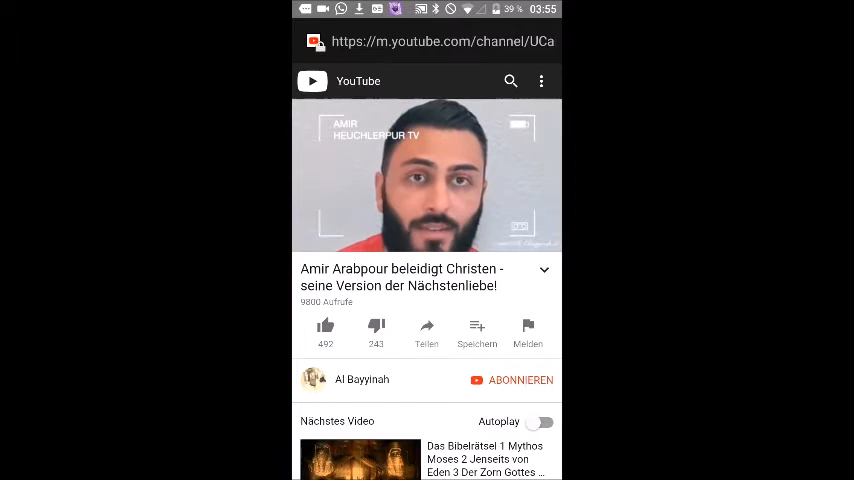 39 % 03:55
https://m.youtube.com/channel/UCa
YouTube
AMIR
HEUCHLERPUR TV
Amir Arabpour beleidigt Christen -
seine Version der Nächstenliebe!
9800 Aufrufe
492
243
Teilen
Speichern
Melden
Al Bayyinah
ABONNIEREN
Nächstes Video
Autoplay
Das Bibelrätsel 1 Mythos
Moses 2 Jenseits von
Eden 3 Der Zorn Gottes ...